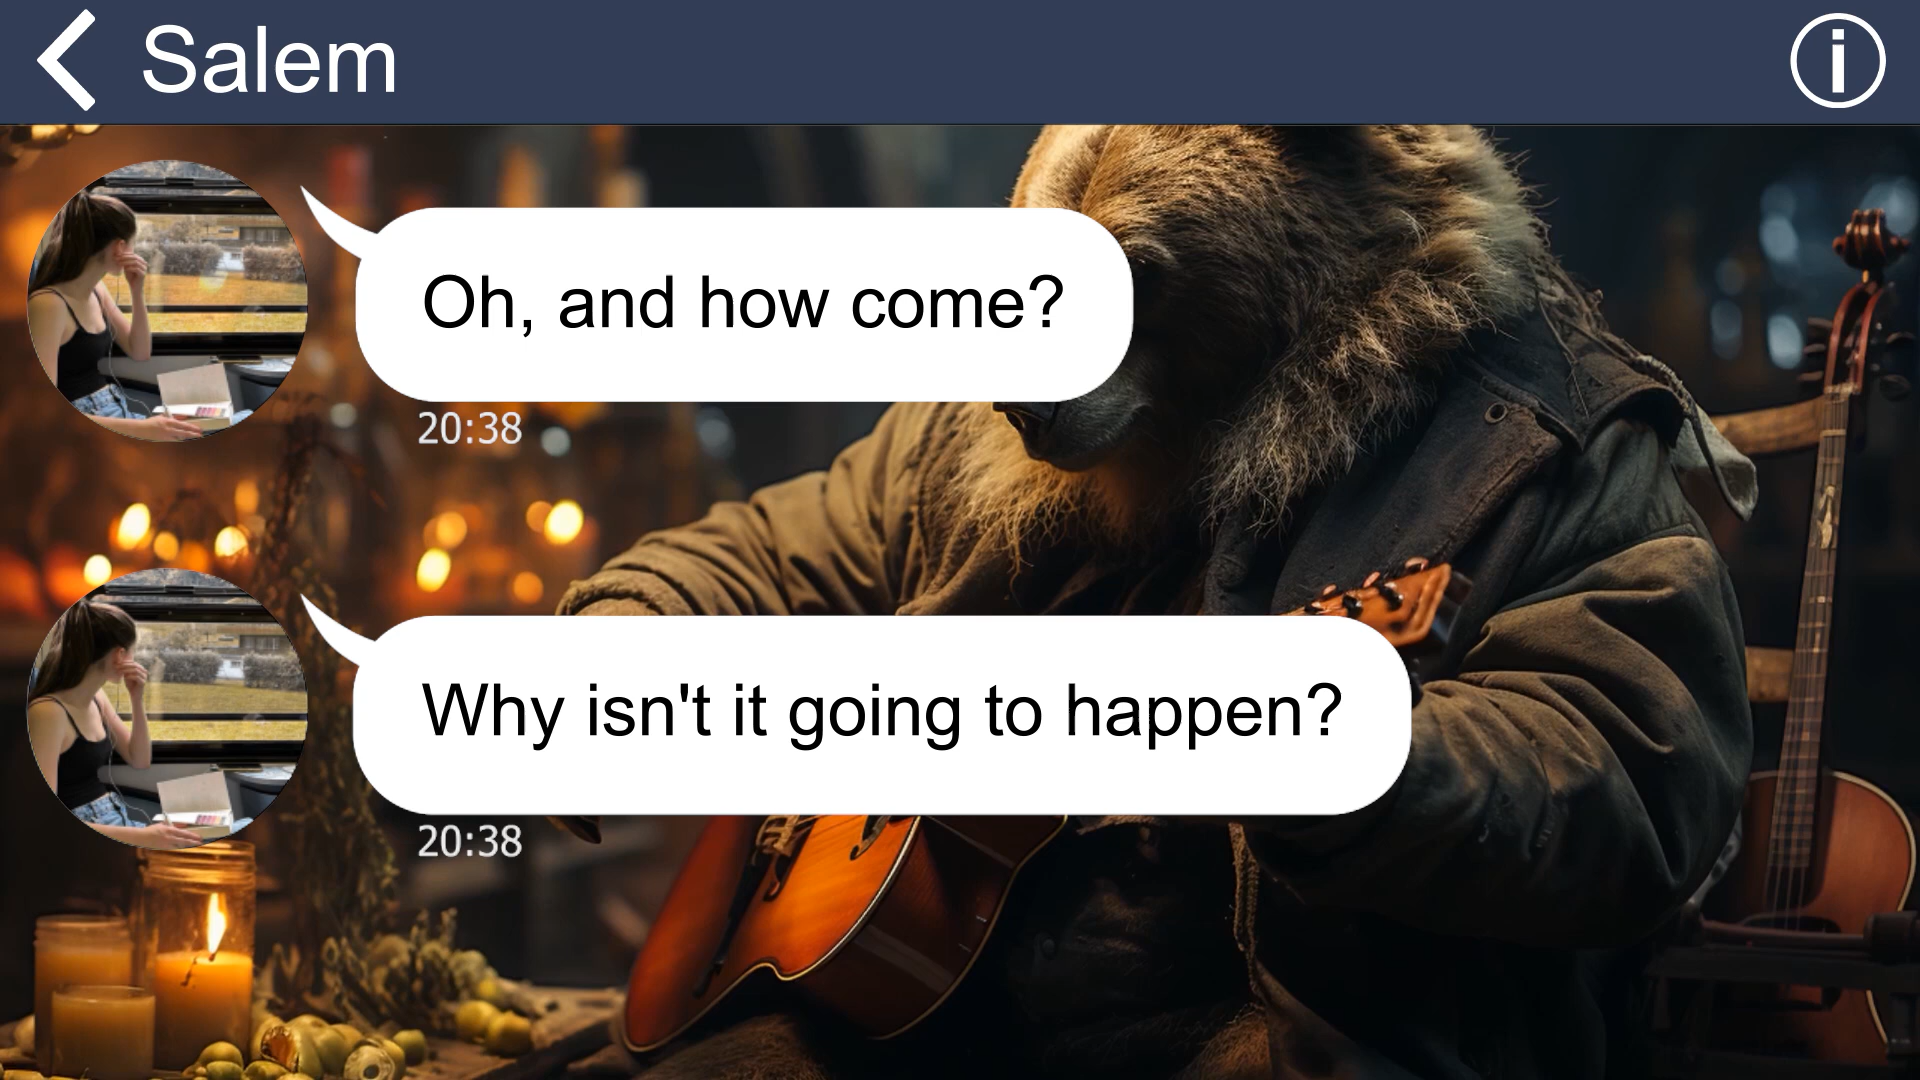 Salem
Oh, and how come?
20:38
Why isn't it going to happen?
20:38